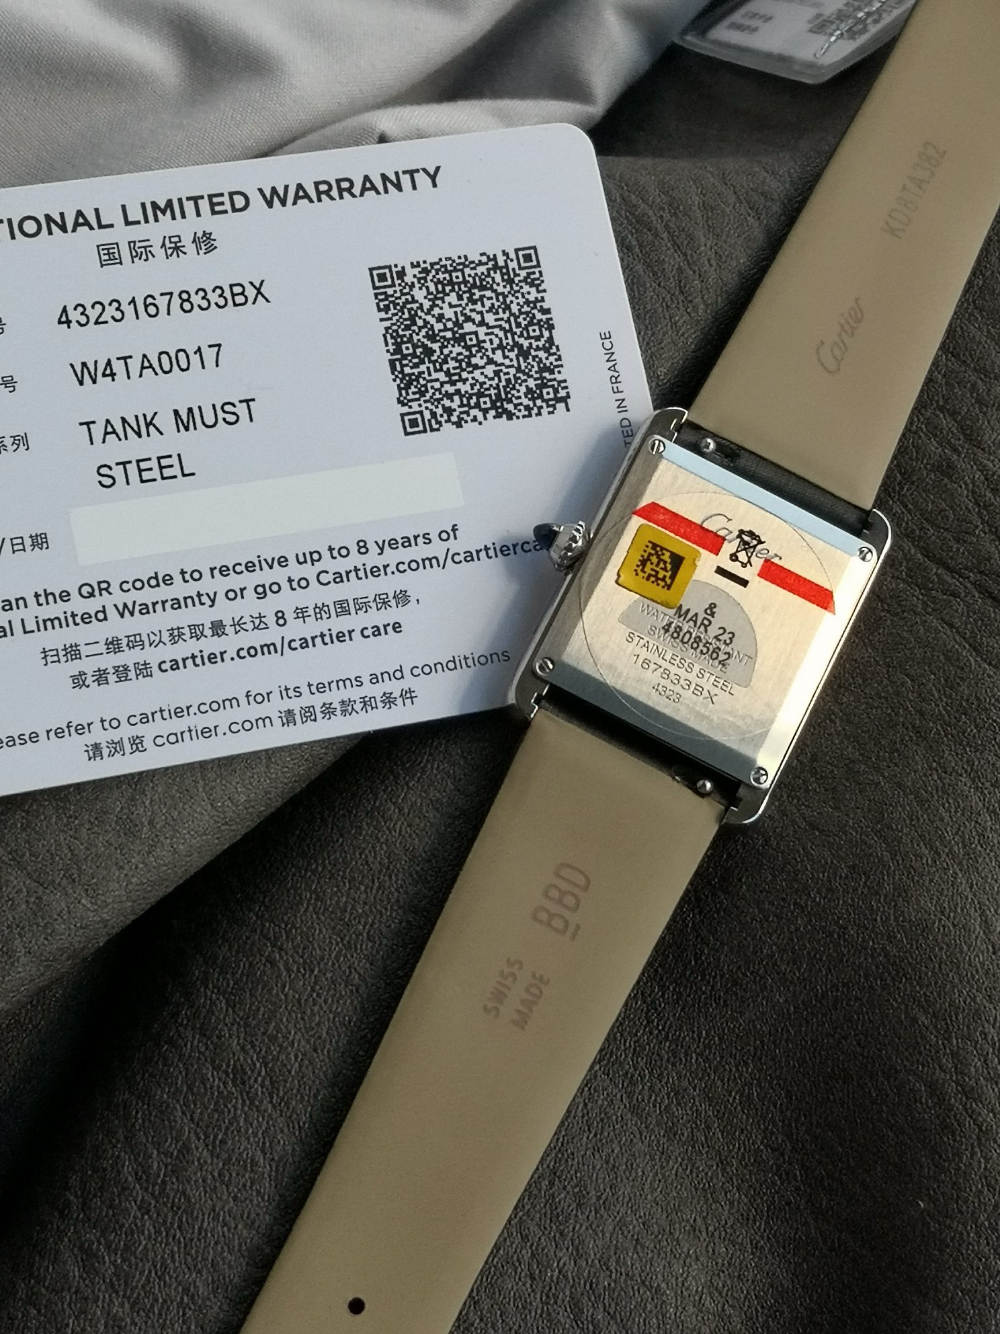 TIONAL LIMITED WARRANTY
国际保修
号 4323167833BX
号 W4TA0017
系列 TANK MUST
STEEL
/日期
an the QR code to receive up to 8 years of
al Limited Warranty or go to Cartier.com/cartierca
扫描二维码以获取最长达 8 年的国际保修，
或者登陆 cartier.com/cartier care
ease refer to cartier.com for its terms and conditions
请浏览 cartier.com 请阅条款和条件
TED IN FRANCE
KD8TA382
Cartier
Cartier
&
MAR 23
4808562
SWISS MADE
STAINLESS STEEL
167833BX
4323
BBD
SWISS
MADE